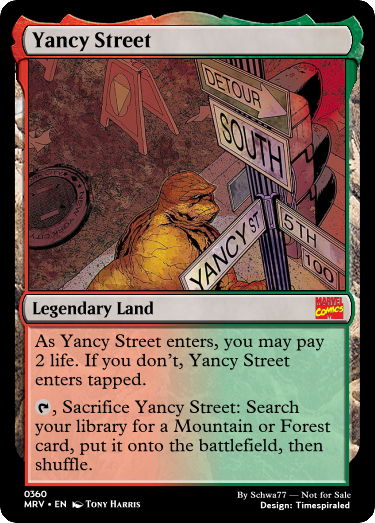 Yancy Street
DETOUR
SOUTH
YANCY ST
5TH
100
Legendary Land
MARVEL
COMICS
As Yancy Street enters, you may pay
2 life. If you don't, Yancy Street
enters tapped.
, Sacrifice Yancy Street: Search
your library for a Mountain or Forest
card, put it onto the battlefield, then
shuffle.
0360
MRV • EN Tony Harris
By Schwa77 — Not for Sale
Design: Timespiraled